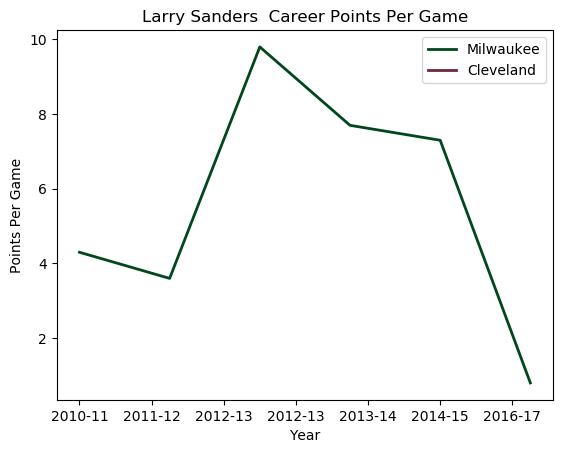 Larry Sanders  Career Points Per Game
10
Milwaukee
Cleveland
8
6
4
2
Points Per Game
2010-11 2011-12 2012-13 2012-13 2013-14 2014-15 2016-17
Year